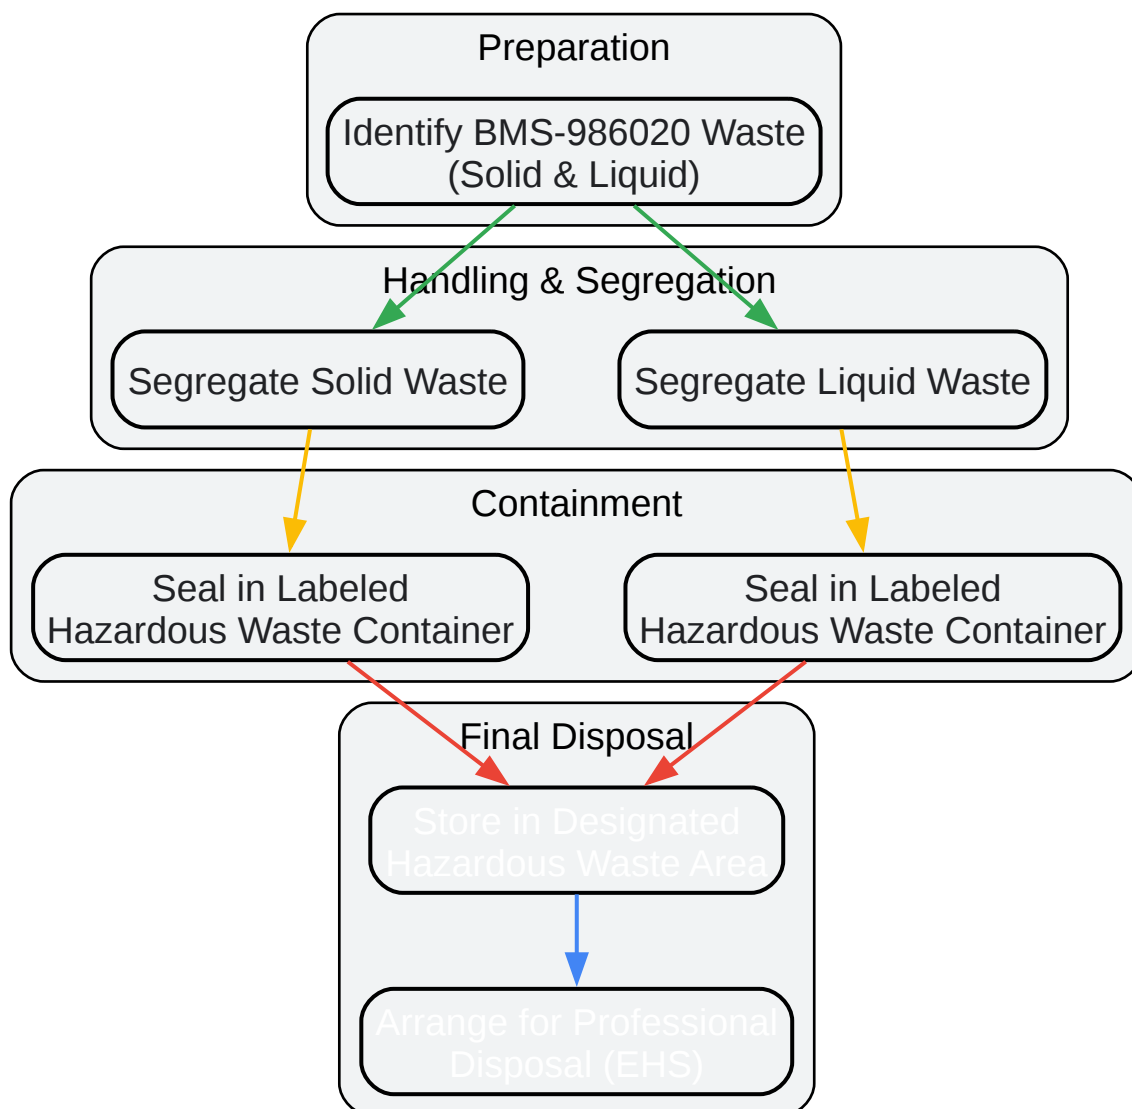 Preparation
Identify BMS-986020 Waste
(Solid & Liquid)
Handling & Segregation
Segregate Solid Waste
Segregate Liquid Waste
Containment
Seal in Labeled
Hazardous Waste Container
Seal in Labeled
Hazardous Waste Container
Final Disposal
Store in Designated
Hazardous Waste Area
Arrange for Professional
Disposal (EHS)